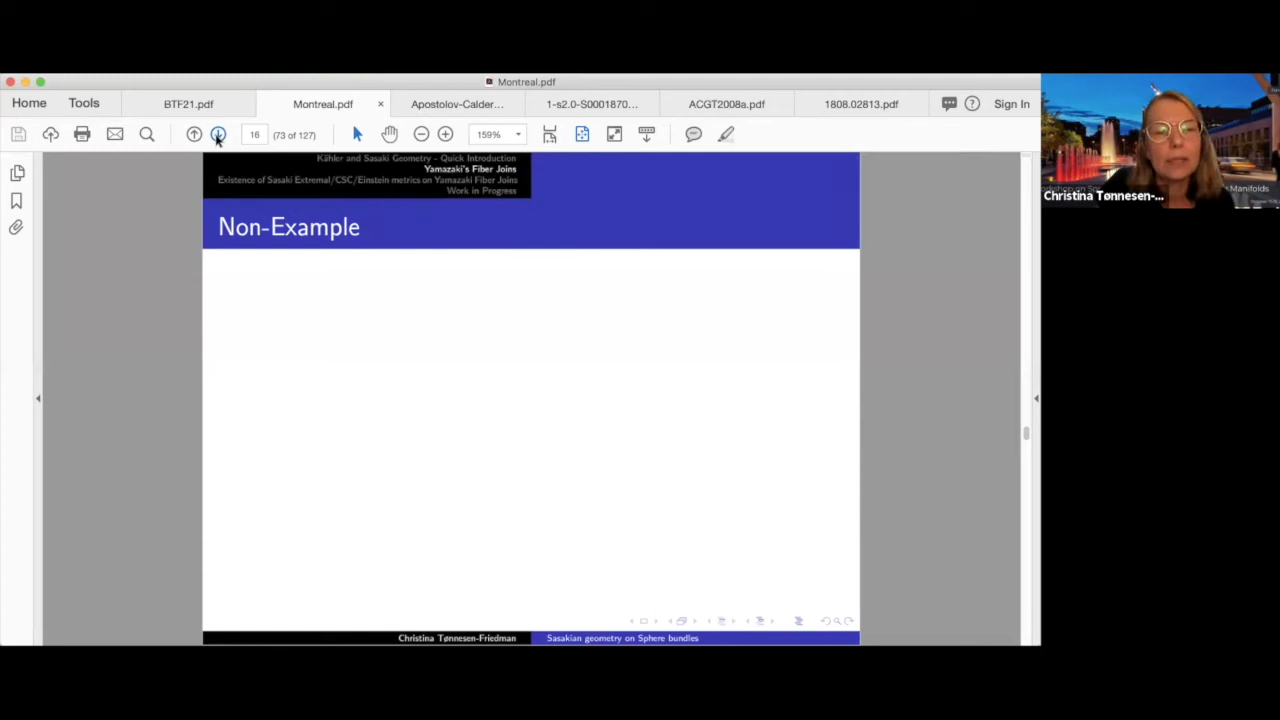 Montreal.pdf
Home Tools BTF21.pdf Montreal.pdf × Apostolov-Calder... 1-s2.0-S0001870... ACGT2008a.pdf 1808.02813.pdf ? Sign In
16 (73 of 127) 159%
Kähler and Sasaki Geometry - Quick Introduction
Yamazaki's Fiber Joins
Existence of Sasaki Extremal/CSC/Einstein metrics on Yamazaki Fiber Joins
Work in Progress
Non-Example
Christina Tønnesen-Friedman Sasakian geometry on Sphere bundles
Manifolds
Christina Tønnesen-...